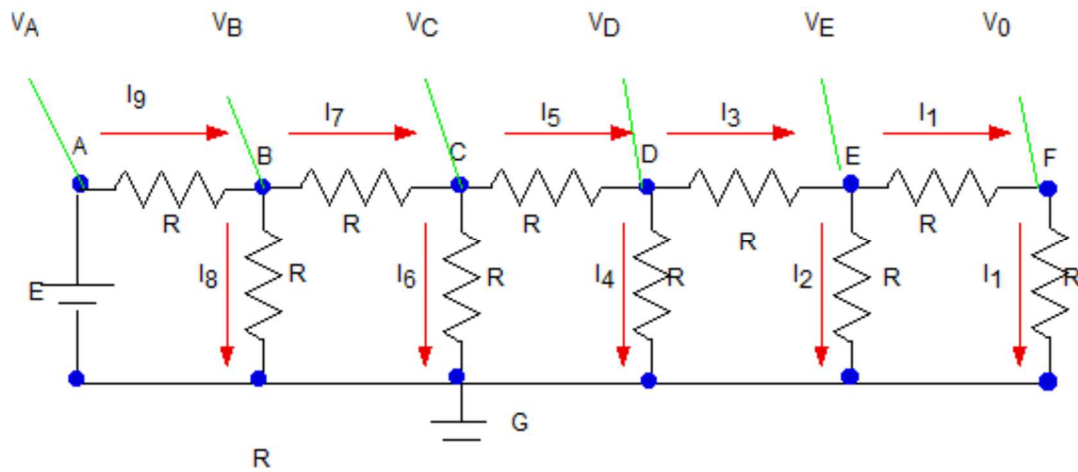 VA VB VC VD VE V0
I9 I7 I5 I3 I1
A B C D E F
R R R R R
E I8 R I6 R I4 R I2 R I1 R
G
R